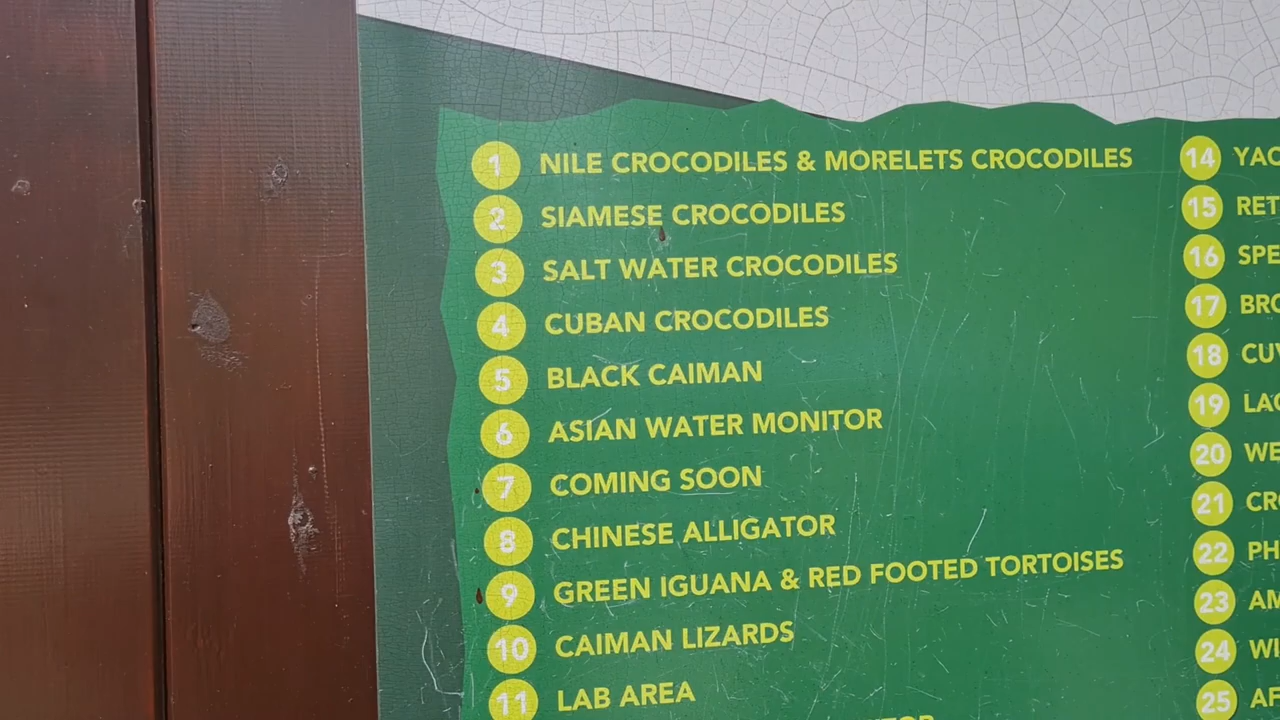 1 NILE CROCODILES & MORELETS CROCODILES
2 SIAMESE CROCODILES
3 SALT WATER CROCODILES
4 CUBAN CROCODILES
5 BLACK CAIMAN
6 ASIAN WATER MONITOR
7 COMING SOON
8 CHINESE ALLIGATOR
9 GREEN IGUANA & RED FOOTED TORTOISES
10 CAIMAN LIZARDS
11 LAB AREA
14
15
16
17
18
19
20
21
22
23
24
25